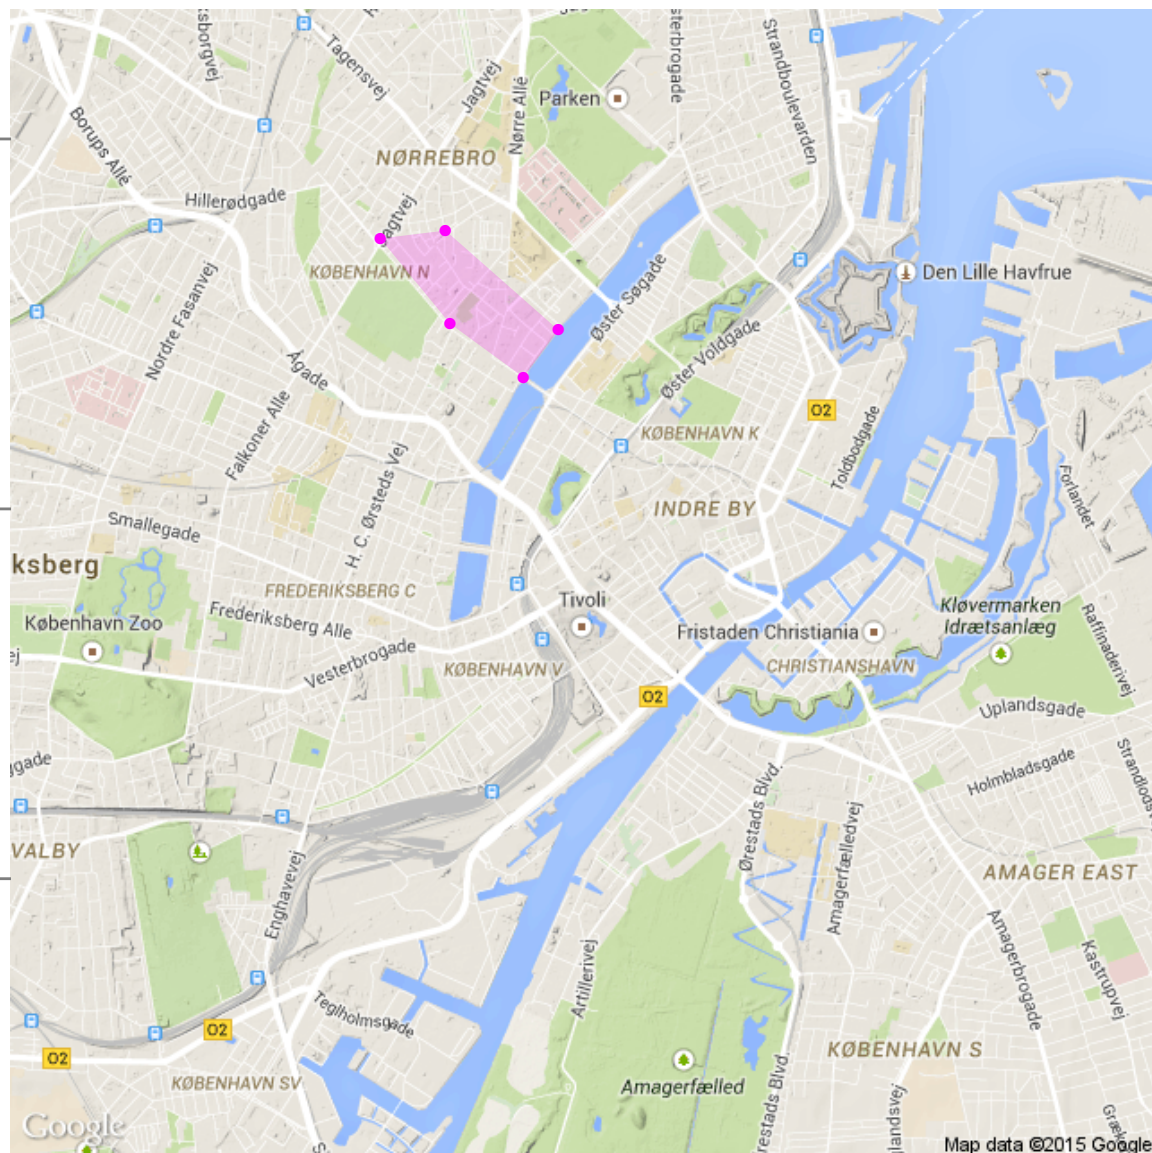 Tagensvej
Jagtvej
Nørre Allé
Parken
Strandboulevarden
Borups Allé
NØRREBRO
Hillerødgade
Jagtvej
KØBENHAVN N
Den Lille Havfrue
Øster Søgade
Øster Voldgade
Nordre Fasanvej
Ågade
Falkoner Alle
O2
KØBENHAVN K
Toldbodgade
H. C. Ørsteds Vej
INDRE BY
Forlandet
Smallegade
ksberg
FREDERIKSBERG C
Tivoli
Kløvermarken
Idrætsanlæg
København Zoo
Frederiksberg Alle
Fristaden Christiania
Raffinaderivej
Vesterbrogade
KØBENHAVN V
CHRISTIANSHAVN
O2
Uplandsgade
Holmbladsgade
Ørestads Blvd.
Amagerfælledvej
VALBY
AMAGER EAST
Enghavevej
Artillerivej
Amagerbrogade
Kastrupvej
Teglholmsgade
O2
O2
KØBENHAVN S
KØBENHAVN SV
Amagerfælled
Google
Map data ©2015 Google